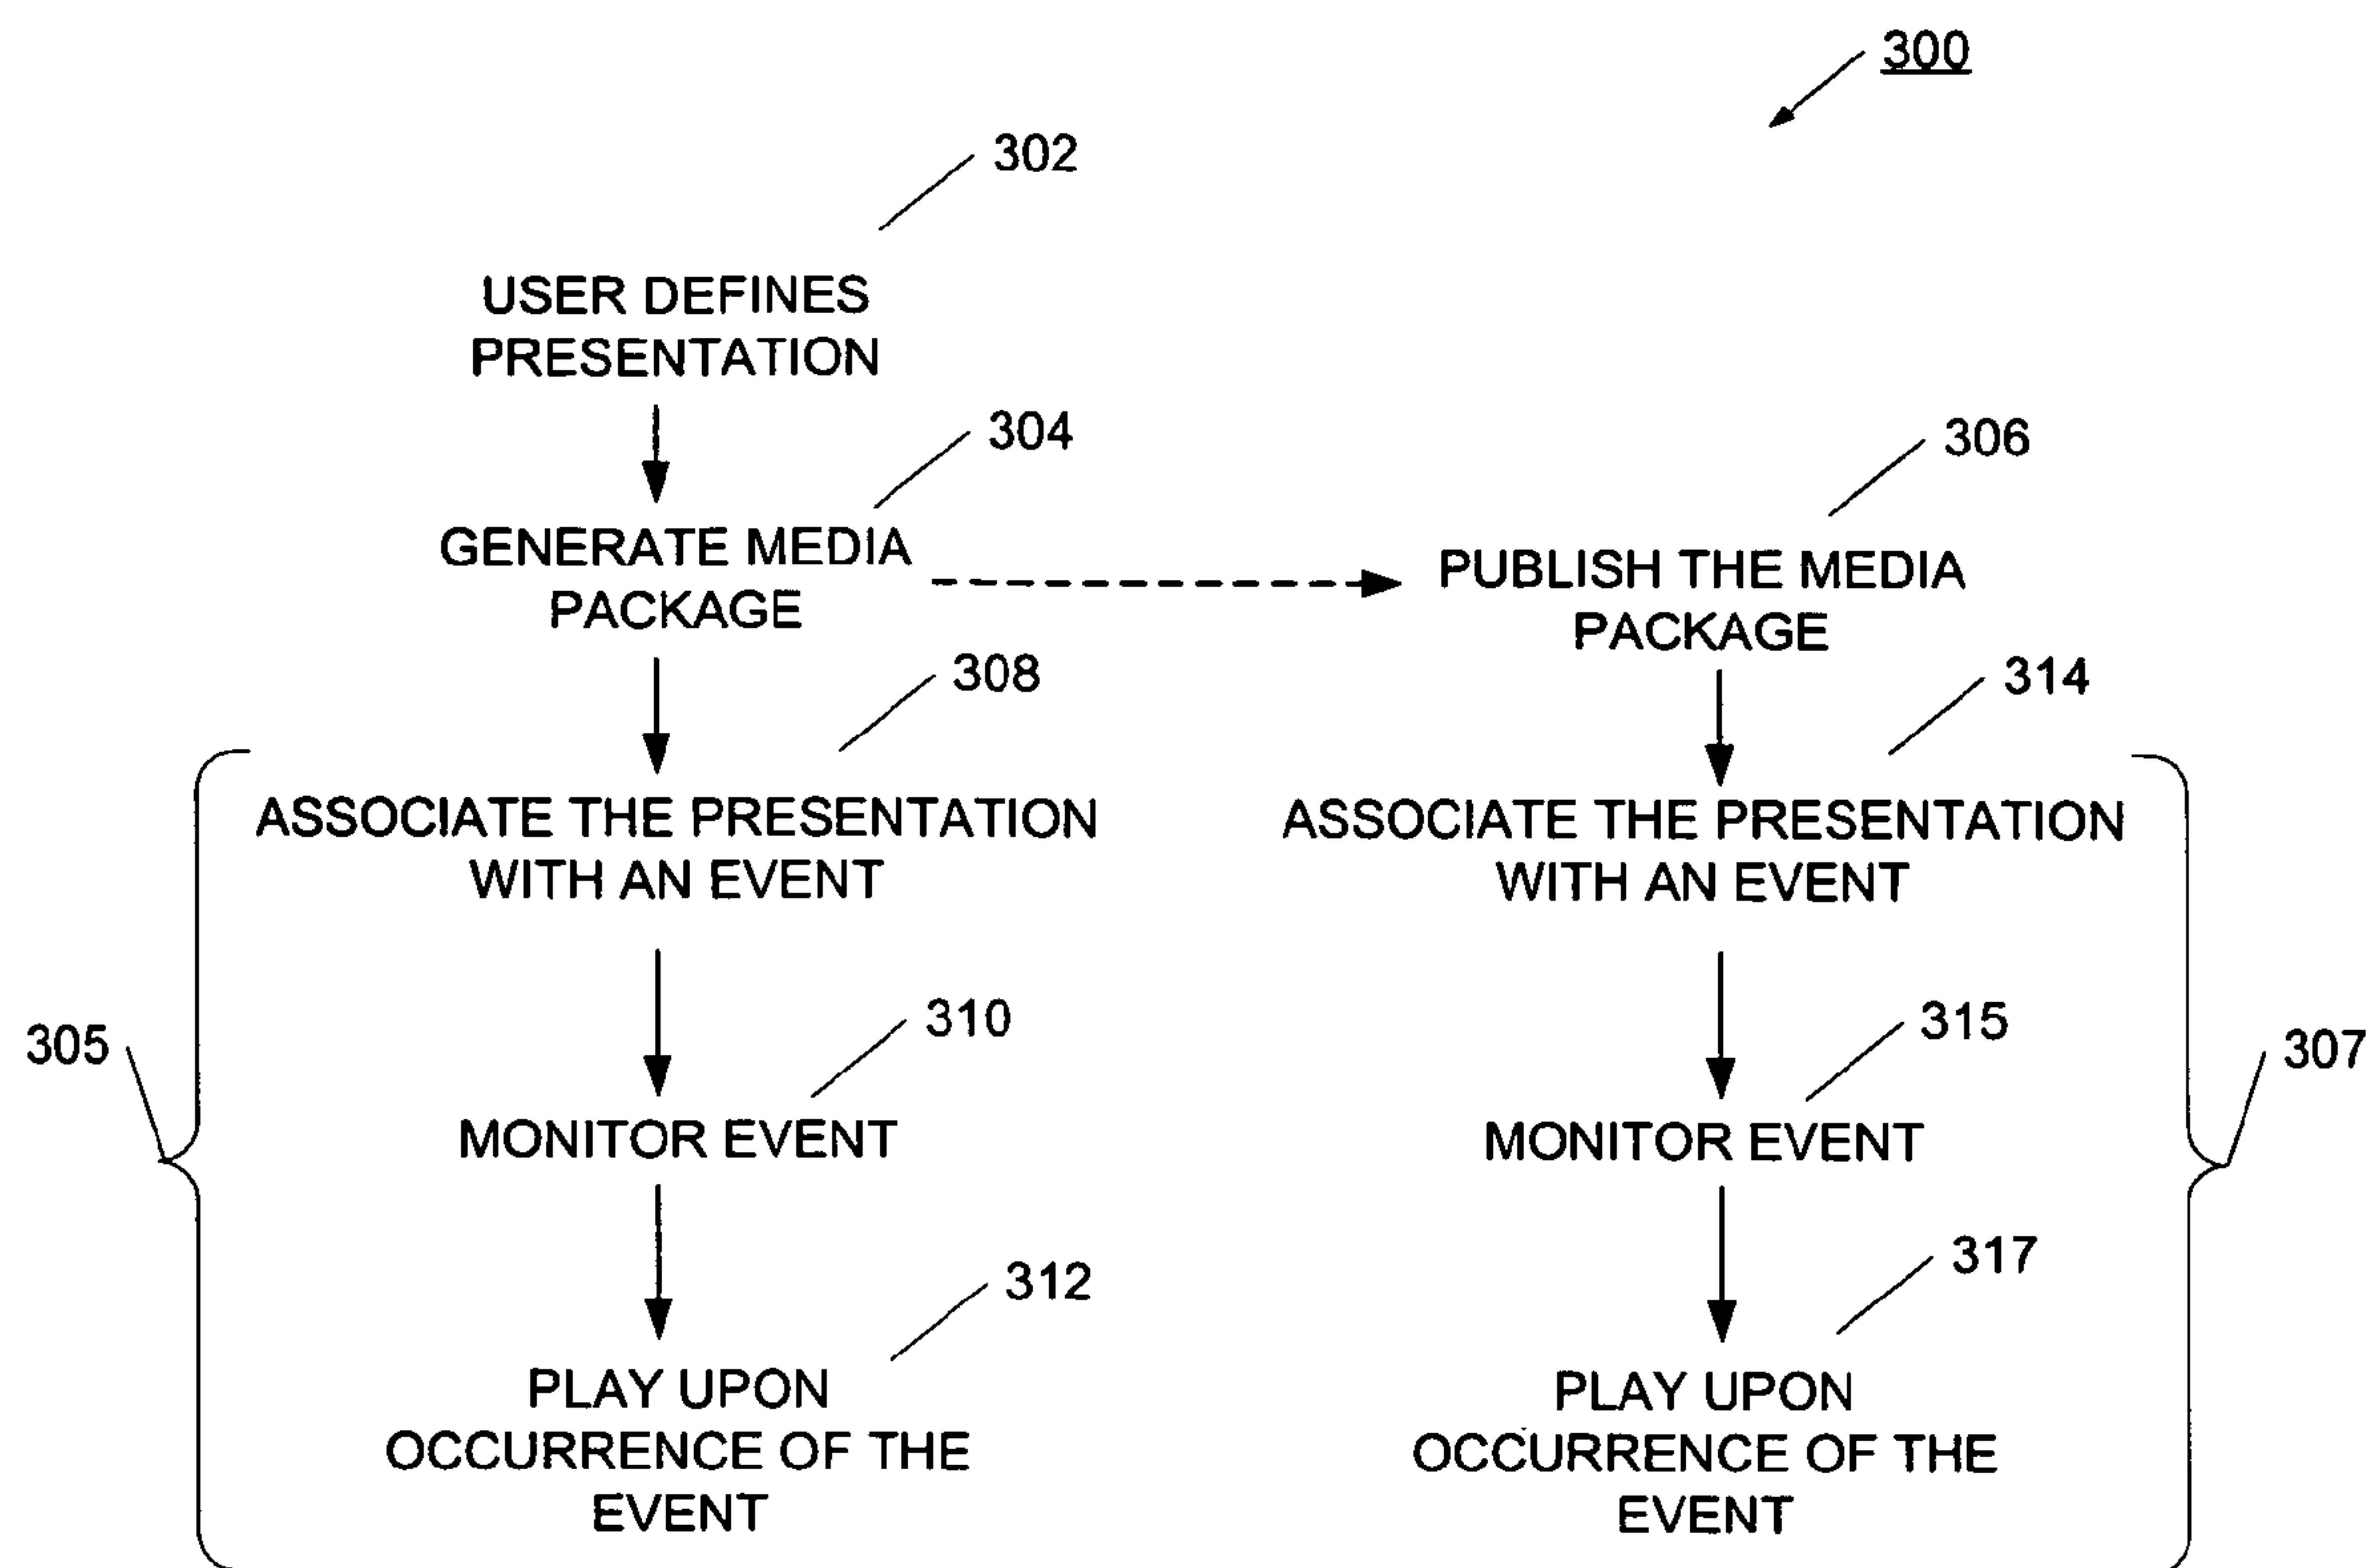 300
302
USER DEFINES
PRESENTATION
304
GENERATE MEDIA
PACKAGE
306
PUBLISH THE MEDIA
PACKAGE
308
ASSOCIATE THE PRESENTATION
WITH AN EVENT
314
ASSOCIATE THE PRESENTATION
WITH AN EVENT
305
310
MONITOR EVENT
315
MONITOR EVENT
307
312
PLAY UPON
OCCURRENCE OF THE
EVENT
317
PLAY UPON
OCCURRENCE OF THE
EVENT